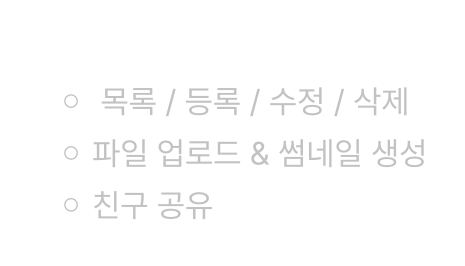 목록 / 등록 / 수정 / 삭제
파일 업로드 & 썸네일 생성
친구 공유